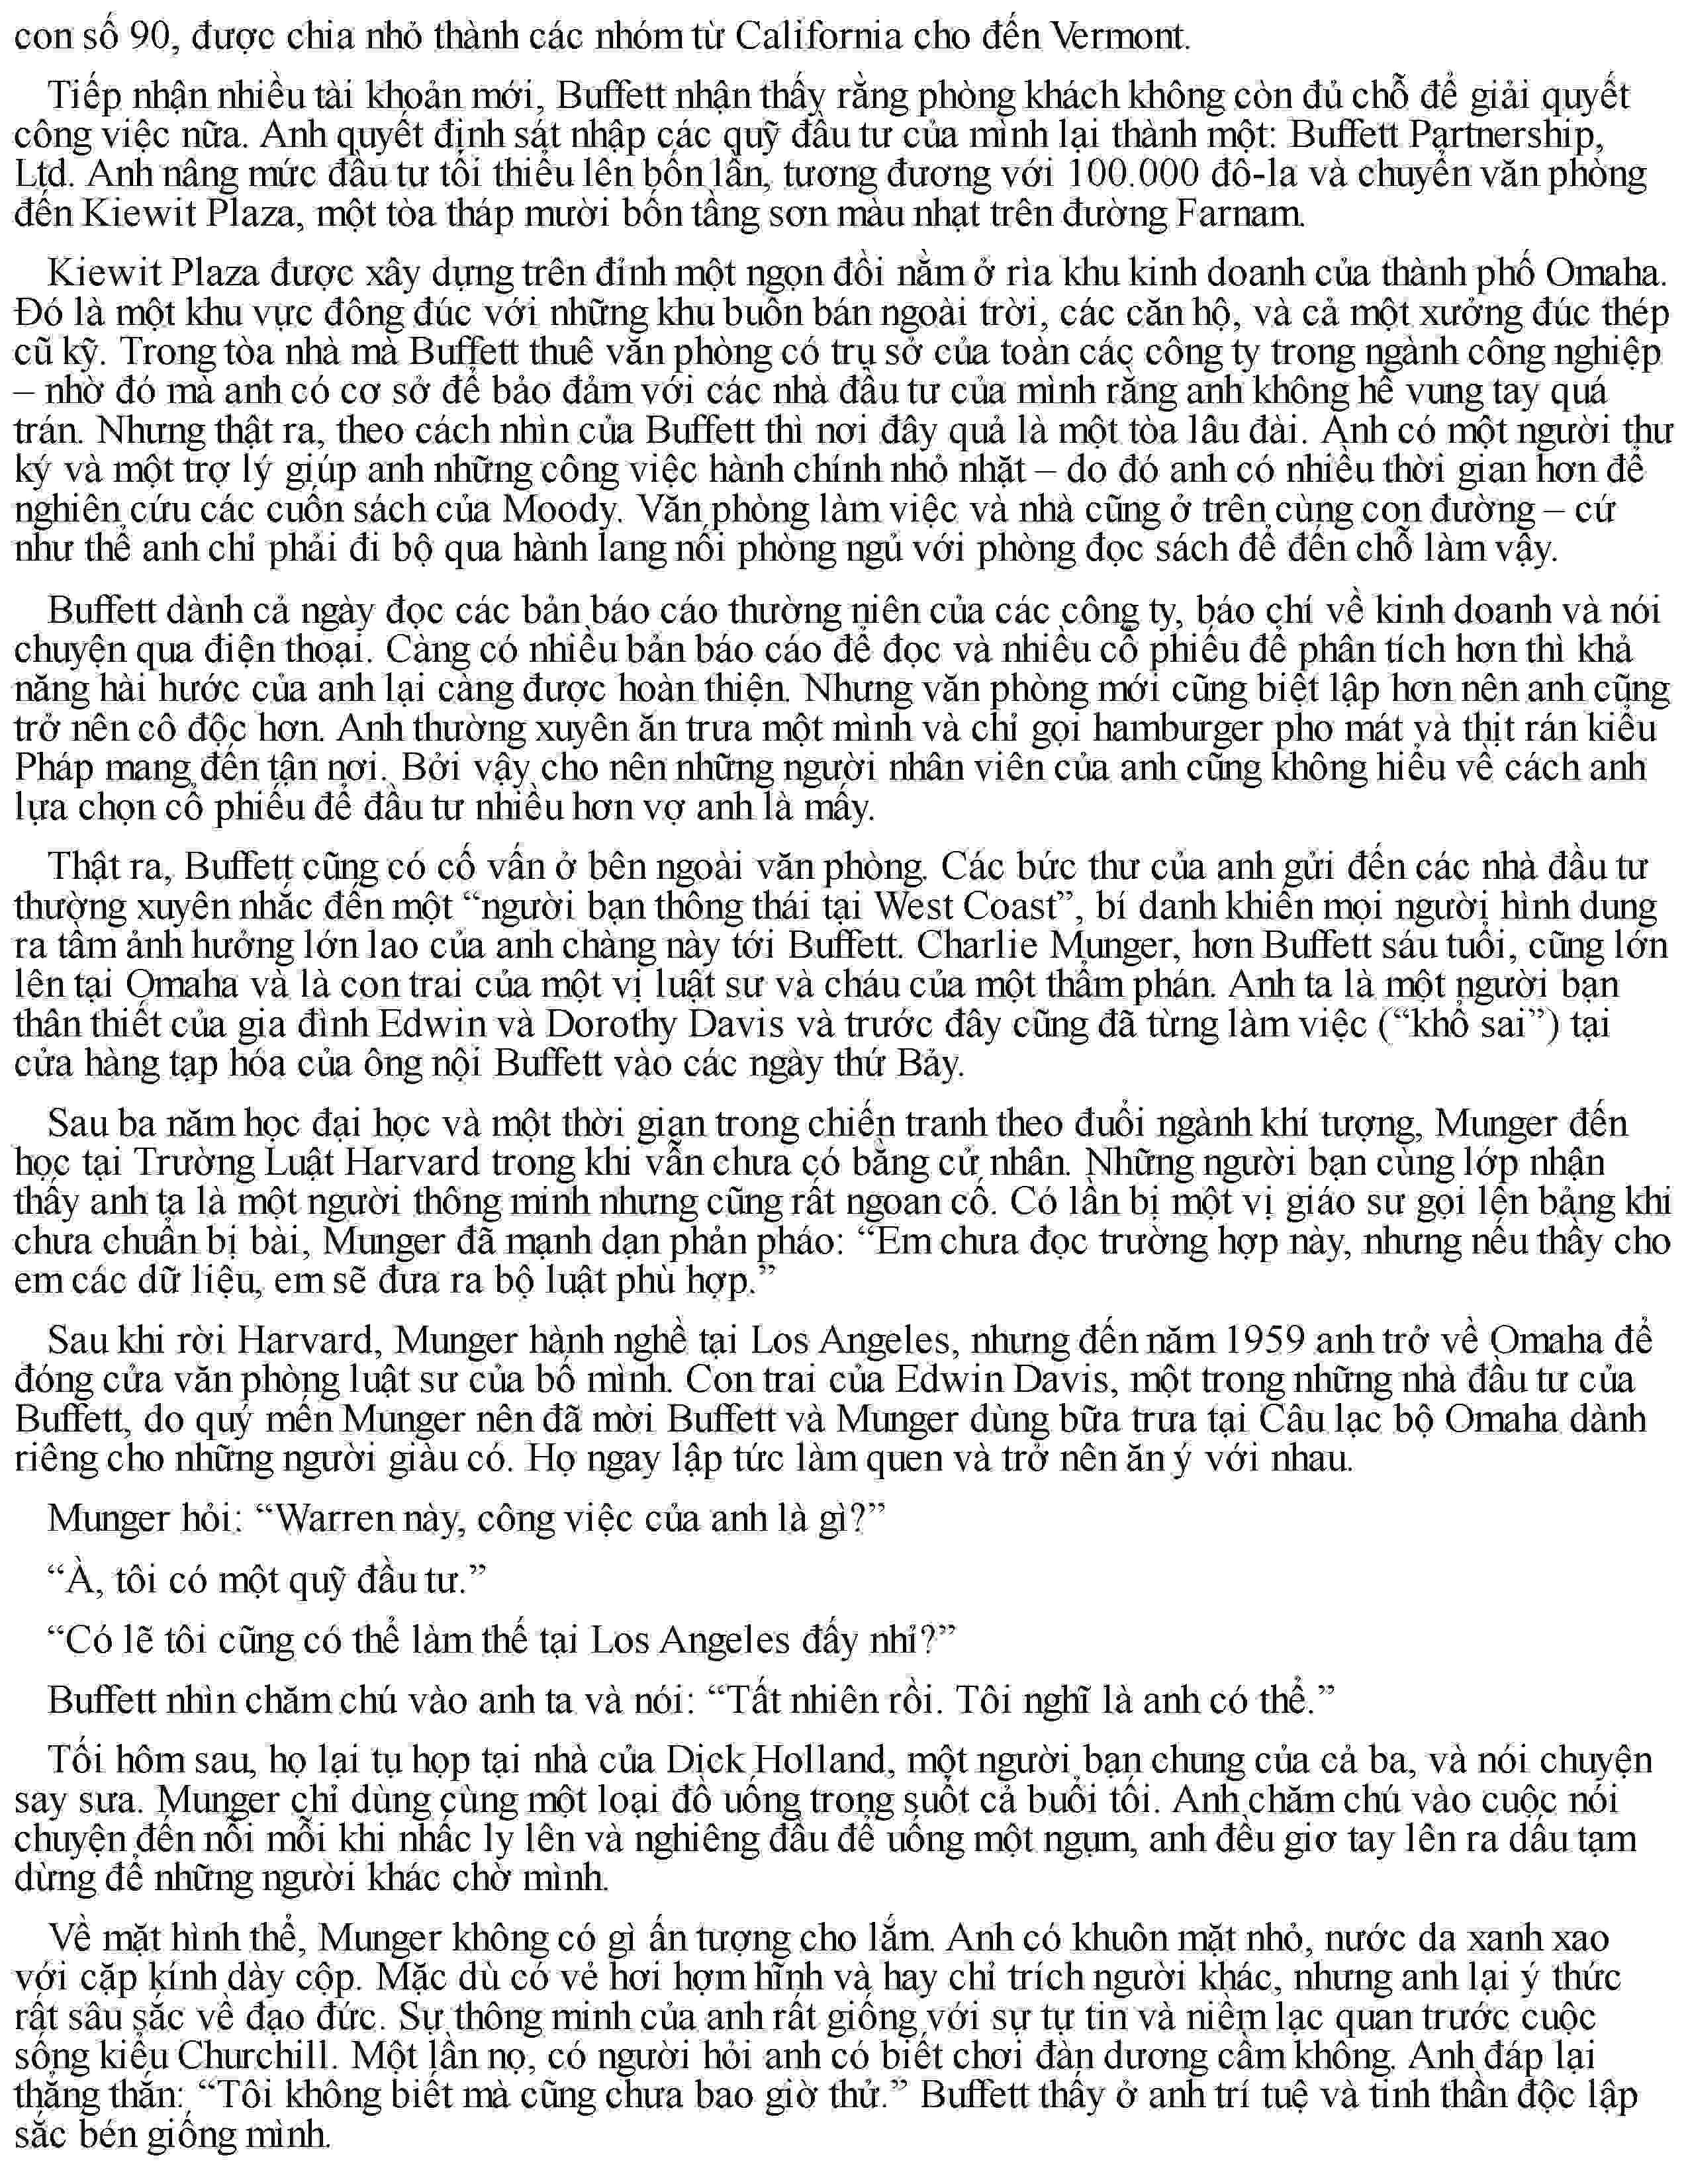 con số 90, được chia nhỏ thành các nhóm từ California cho đến Vermont.
Tiếp nhận nhiều tài khoản mới, Buffett nhận thấy rằng phòng khách không còn đủ chỗ để giải quyết
công việc nữa. Anh quyết định sát nhập các quỹ đầu tư của mình lại thành một: Buffett Partnership,
Ltd. Anh nâng mức đầu tư tối thiểu lên bốn lần, tương đương với 100.000 đô-la và chuyển văn phòng
đến Kiewit Plaza, một tòa tháp mười bốn tầng sơn màu nhạt trên đường Farnam.
Kiewit Plaza được xây dựng trên đỉnh một ngọn đồi nằm ở rìa khu kinh doanh của thành phố Omaha.
Đó là một khu vực đông đúc với những khu buôn bán ngoài trời, các căn hộ, và cả một xưởng đúc thép
cũ kỹ. Trong tòa nhà mà Buffett thuê văn phòng có trụ sở của toàn các công ty trong ngành công nghiệp
– nhờ đó mà anh có cơ sở để bảo đảm với các nhà đầu tư của mình rằng anh không hề vung tay quá
trán. Nhưng thật ra, theo cách nhìn của Buffett thì nơi đây quả là một tòa lâu đài. Anh có một người thư
ký và một trợ lý giúp anh những công việc hành chính nhỏ nhặt – do đó anh có nhiều thời gian hơn để
nghiên cứu các cuốn sách của Moody. Văn phòng làm việc và nhà cũng ở trên cùng con đường – cứ
như thể anh chỉ phải đi bộ qua hành lang nối phòng ngủ với phòng đọc sách để đến chỗ làm vậy.
Buffett dành cả ngày đọc các bản báo cáo thường niên của các công ty, báo chí về kinh doanh và nói
chuyện qua điện thoại. Càng có nhiều bản báo cáo để đọc và nhiều cổ phiếu để phân tích hơn thì khả
năng hài hước của anh lại càng được hoàn thiện. Nhưng văn phòng mới cũng biệt lập hơn nên anh cũng
trở nên cô độc hơn. Anh thường xuyên ăn trưa một mình và chỉ gọi hamburger pho mát và thịt rán kiểu
Pháp mang đến tận nơi. Bởi vậy cho nên những người nhân viên của anh cũng không hiểu về cách anh
lựa chọn cổ phiếu để đầu tư nhiều hơn vợ anh là mấy.
Thật ra, Buffett cũng có cố vấn ở bên ngoài văn phòng. Các bức thư của anh gửi đến các nhà đầu tư
thường xuyên nhắc đến một “người bạn thông thái tại West Coast”, bí danh khiến mọi người hình dung
ra tầm ảnh hưởng lớn lao của anh chàng này tới Buffett. Charlie Munger, hơn Buffett sáu tuổi, cũng lớn
lên tại Omaha và là con trai của một vị luật sư và cháu của một thẩm phán. Anh ta là một người bạn
thân thiết của gia đình Edwin và Dorothy Davis và trước đây cũng đã từng làm việc (“khổ sai”) tại
cửa hàng tạp hóa của ông nội Buffett vào các ngày thứ Bảy.
Sau ba năm học đại học và một thời gian trong chiến tranh theo đuổi ngành khí tượng, Munger đến
học tại Trường Luật Harvard trong khi vẫn chưa có bằng cử nhân. Những người bạn cùng lớp nhận
thấy anh ta là một người thông minh nhưng cũng rất ngoan cố. Có lần bị một vị giáo sư gọi lên bảng khi
chưa chuẩn bị bài, Munger đã mạnh dạn phản pháo: “Em chưa đọc trường hợp này, nhưng nếu thầy cho
em các dữ liệu, em sẽ đưa ra bộ luật phù hợp.”
Sau khi rời Harvard, Munger hành nghề tại Los Angeles, nhưng đến năm 1959 anh trở về Omaha để
đóng cửa văn phòng luật sư của bố mình. Con trai của Edwin Davis, một trong những nhà đầu tư của
Buffett, do quý mến Munger nên đã mời Buffett và Munger dùng bữa trưa tại Câu lạc bộ Omaha dành
riêng cho những người giàu có. Họ ngay lập tức làm quen và trở nên ăn ý với nhau.
Munger hỏi: “Warren này, công việc của anh là gì?”
“À, tôi có một quỹ đầu tư.”
“Có lẽ tôi cũng có thể làm thế tại Los Angeles đấy nhỉ?”
Buffett nhìn chăm chú vào anh ta và nói: “Tất nhiên rồi. Tôi nghĩ là anh có thể.”
Tối hôm sau, họ lại tụ họp tại nhà của Dick Holland, một người bạn chung của cả ba, và nói chuyện
say sưa. Munger chỉ dùng cùng một loại đồ uống trong suốt cả buổi tối. Anh chăm chú vào cuộc nói
chuyện đến nỗi mỗi khi nhấc ly lên và nghiêng đầu để uống một ngụm, anh đều giơ tay lên ra dấu tạm
dừng để những người khác chờ mình.
Về mặt hình thể, Munger không có gì ấn tượng cho lắm. Anh có khuôn mặt nhỏ, nước da xanh xao
với cặp kính dày cộp. Mặc dù có vẻ hơi hợm hĩnh và hay chỉ trích người khác, nhưng anh lại ý thức
rất sâu sắc về đạo đức. Sự thông minh của anh rất giống với sự tự tin và niềm lạc quan trước cuộc
sống kiểu Churchill. Một lần nọ, có người hỏi anh có biết chơi đàn dương cầm không. Anh đáp lại
thẳng thắn: “Tôi không biết mà cũng chưa bao giờ thử.” Buffett thấy ở anh trí tuệ và tinh thần độc lập
sắc bén giống mình.